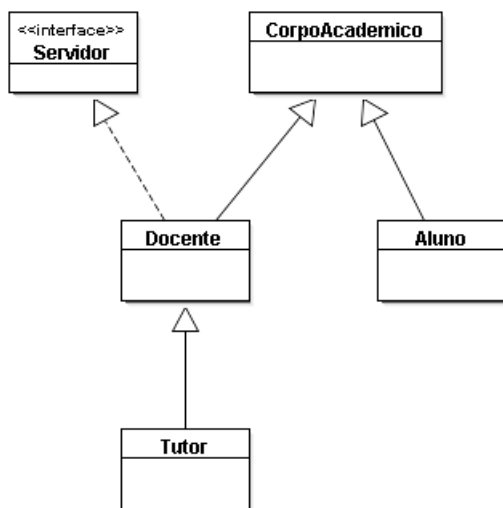 <<interface>>
Servidor
CorpoAcademico
Docente
Aluno
Tutor